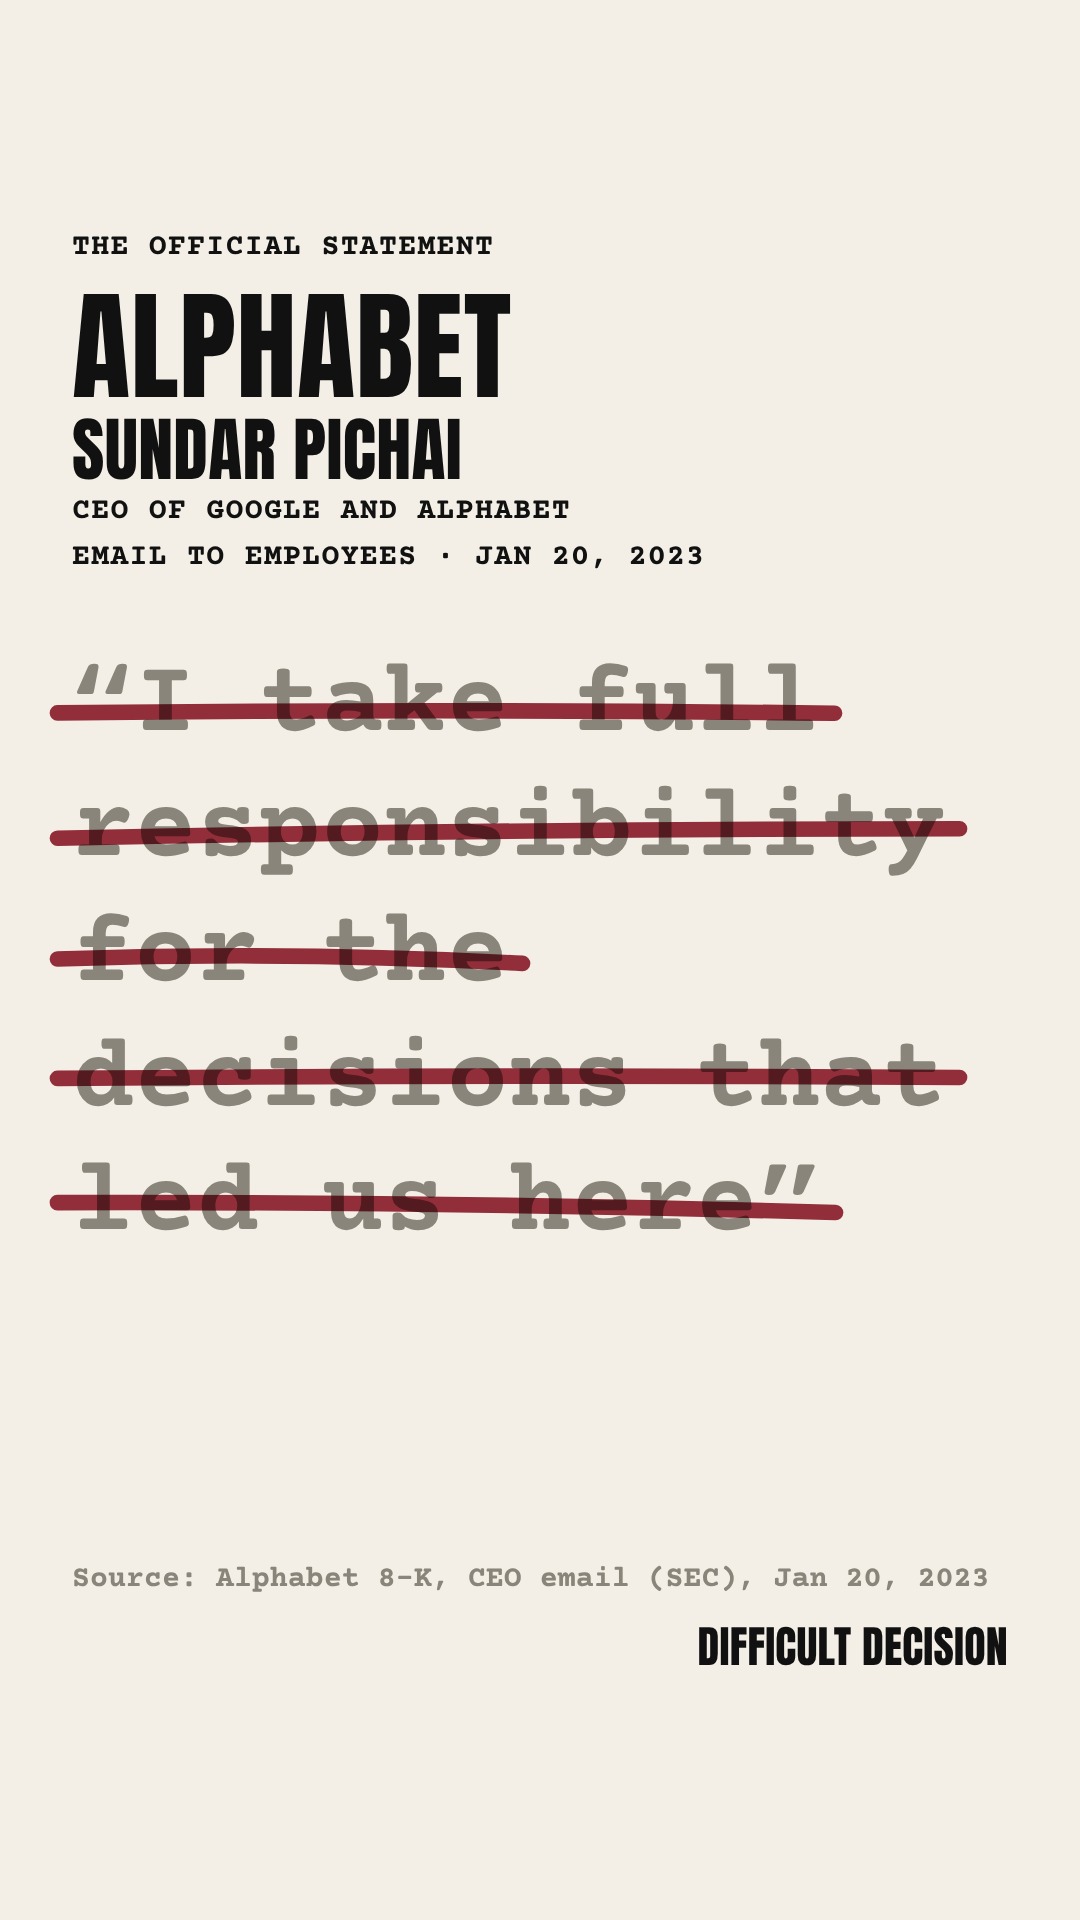 THE OFFICIAL STATEMENT
ALPHABET
SUNDAR PICHAI
CEO OF GOOGLE AND ALPHABET
EMAIL TO EMPLOYEES · JAN 20, 2023
“I take full
responsibility
for the
decisions that
led us here”
Source: Alphabet 8-K, CEO email (SEC), Jan 20, 2023
DIFFICULT DECISION